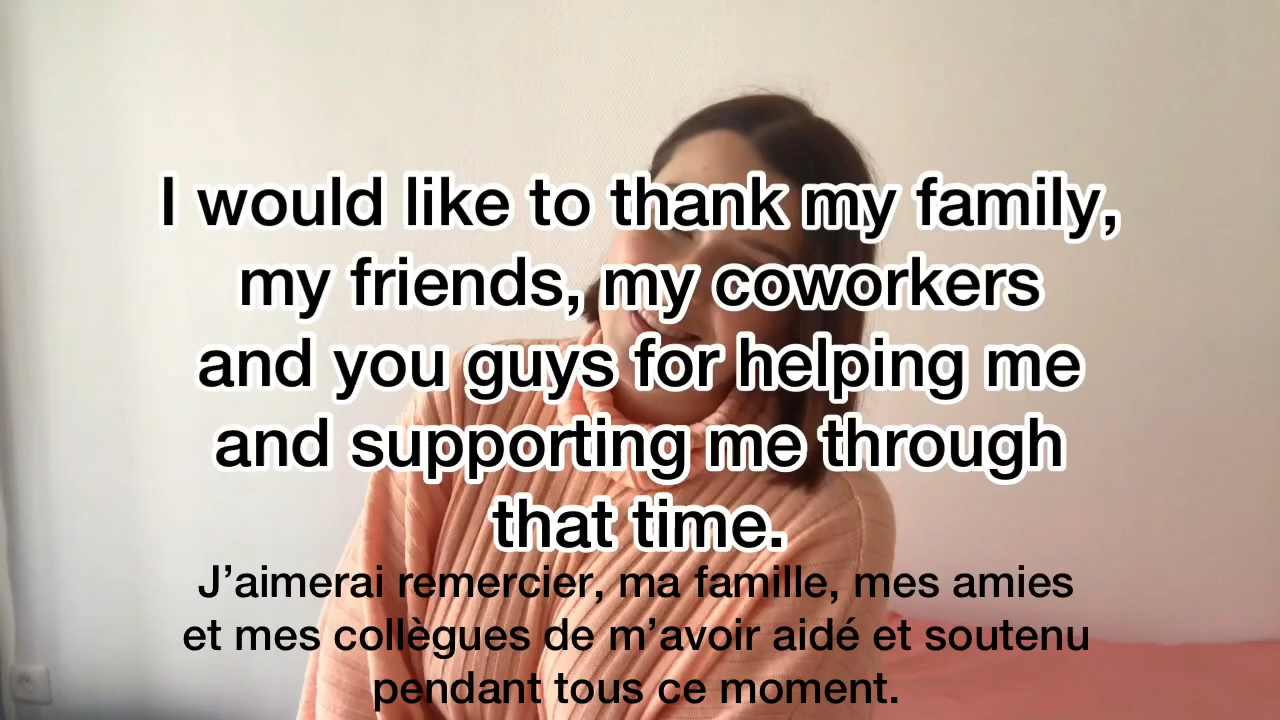 I would like to thank my family,
my friends, my coworkers
and you guys for helping me
and supporting me through
that time.
J’aimerai remercier, ma famille, mes amies
et mes collègues de m’avoir aidé et soutenu
pendant tous ce moment.